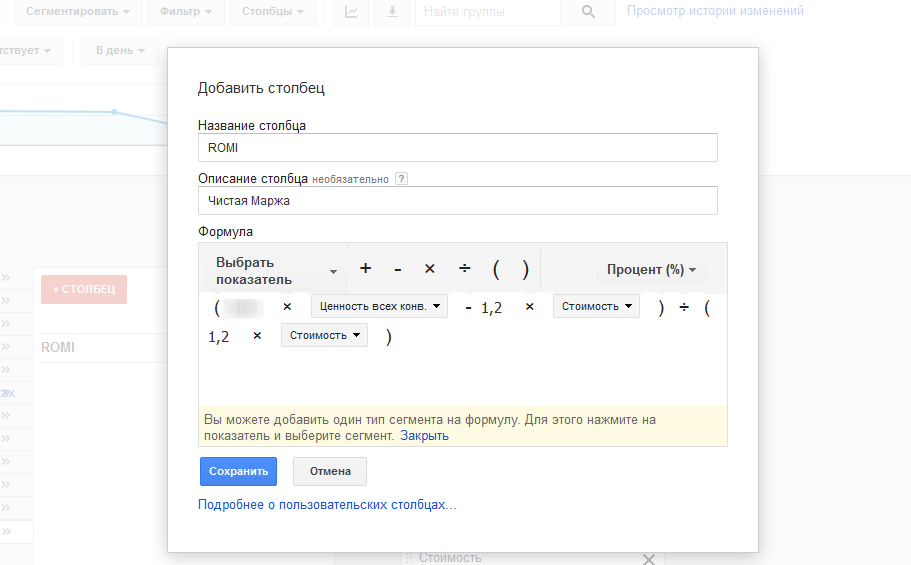 Сегментировать Фильтр Столбцы Найти группы Просмотр истории изменений
тствует В день
Добавить столбец
Название столбца
ROMI
Описание столбца необязательно ?
Чистая Маржа
Формула
Выбрать показатель + - × ÷ ( ) Процент (%)
( × Ценность всех конв. - 1,2 × Стоимость ) ÷ (
1,2 × Стоимость )
+ СТОЛБЕЦ
ROMI
Вы можете добавить один тип сегмента на формулу. Для этого нажмите на
показатель и выберите сегмент. Закрыть
Сохранить Отмена
Подробнее о пользовательских столбцах...
Стоимость